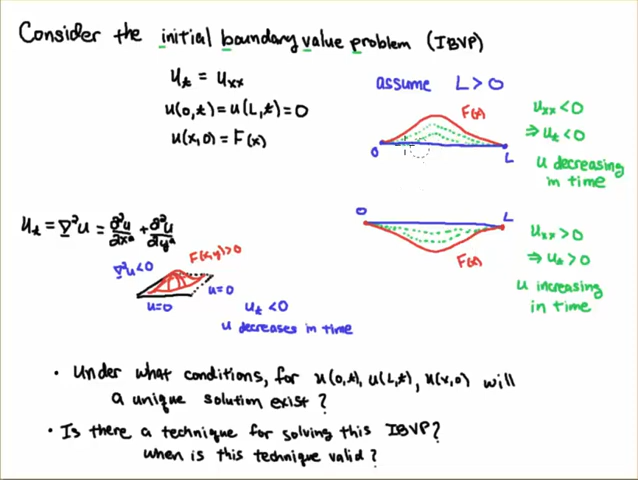 Consider the initial boundary value problem (IBVP)
u_t = u_xx
u(0,t) = u(L,t) = 0
u(x,0) = F(x)
assume L > 0
F(x)
0
L
u_xx < 0
⇒ u_t < 0
u decreasing
in time
0
L
F(x)
u_xx > 0
⇒ u_t > 0
u increasing
in time
u_t = ∇²u = ∂²u/∂x² + ∂²u/∂y²
∇²u < 0
F(x,y) > 0
u = 0
u = 0
u_t < 0
u decreases in time
• Under what conditions, for u(0,t), u(L,t), u(x,0) will
a unique solution exist?
• Is there a technique for solving this IBVP?
when is this technique valid?